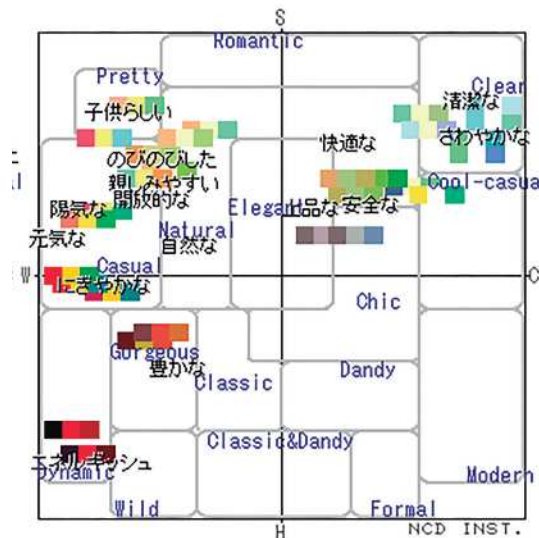 S
Romantic
Pretty
Clear
子供らしい
清潔な
さわやかな
快適な
のびのびした
親しみやすい
Cool-casua
開放的な
陽気な
Elegant
上品な
安全な
Natural
元気な
自然な
Casual
W
C
にぎやかな
Chic
Gorgeous
豊かな
Dandy
Classic
Classic&Dandy
エネルギッシュ
Dynamic
Modern
Wild
Formal
H
NCD INST.